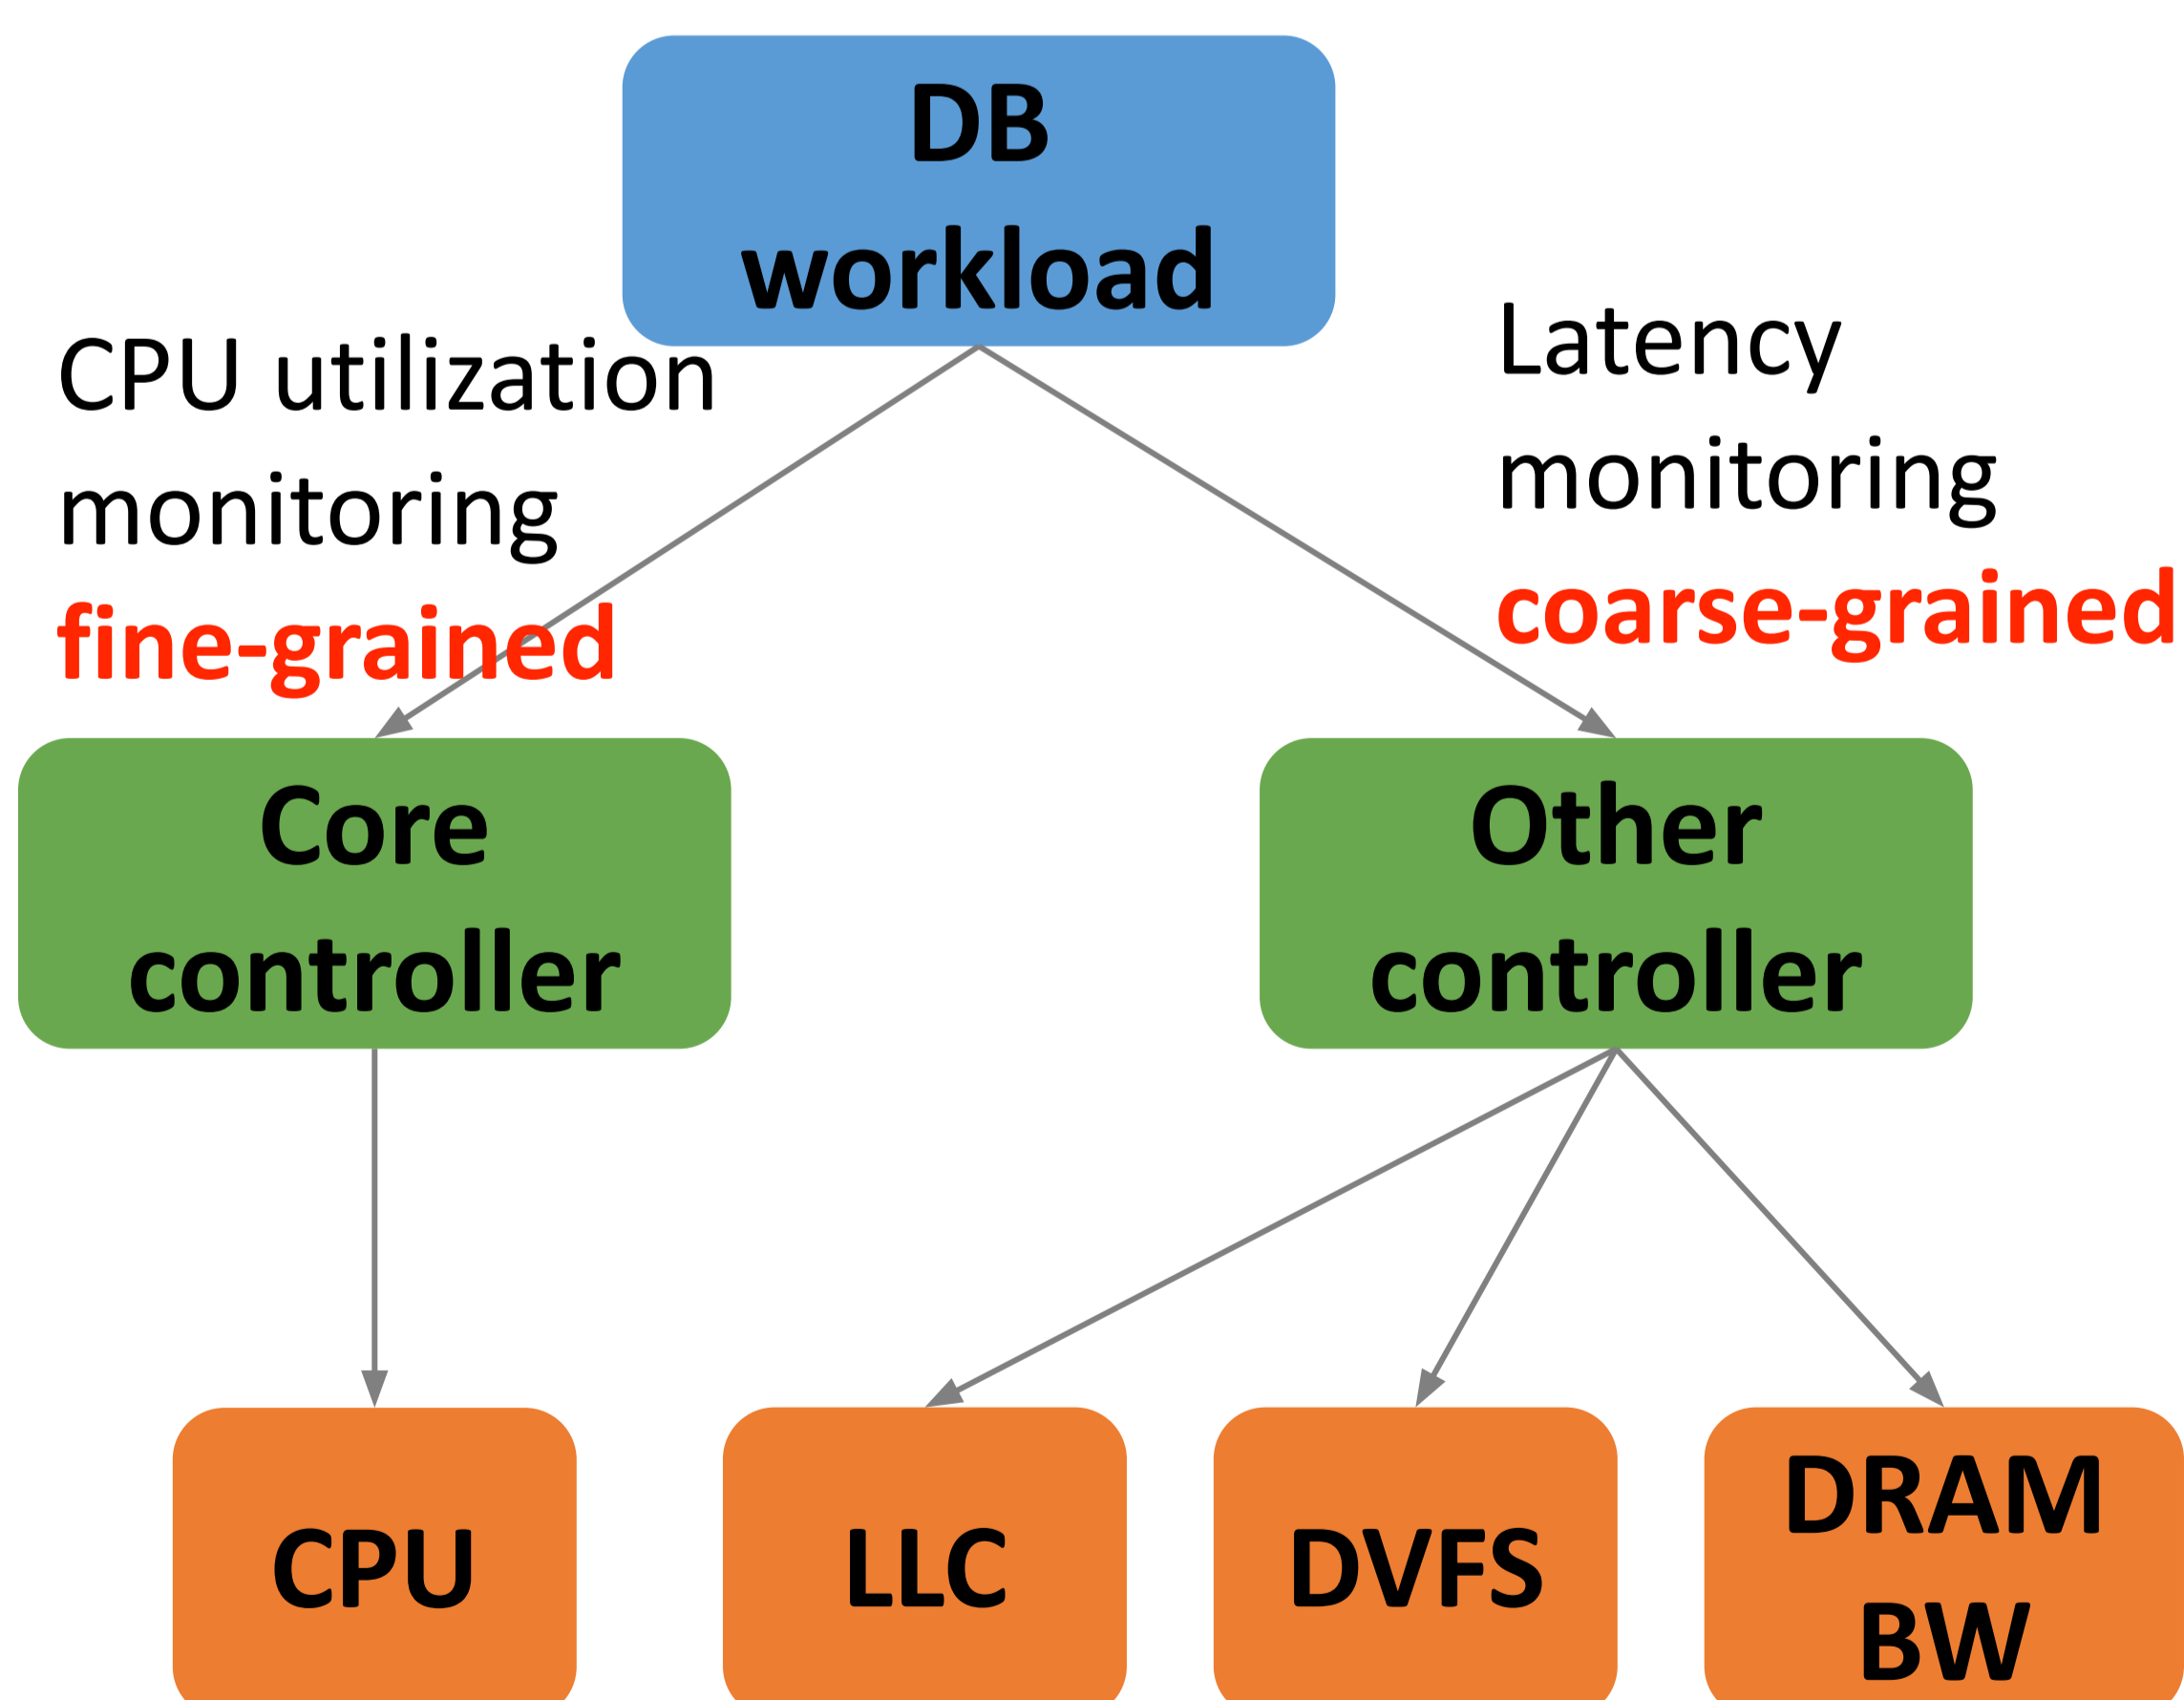 DB
workload
CPU utilization
monitoring
fine-grained
Latency
monitoring
coarse-grained
Core
controller
Other
controller
CPU
LLC
DVFS
DRAM
BW